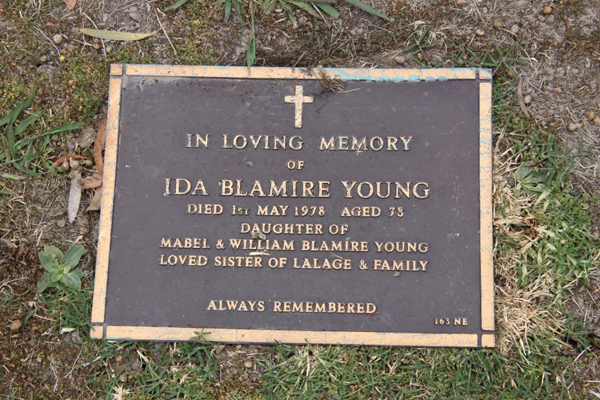 IN LOVING MEMORY
OF
IDA BLAMIRE YOUNG
DIED 1ST MAY 1978 AGED 78
DAUGHTER OF
MABEL & WILLIAM BLAMIRE YOUNG
LOVED SISTER OF LALAGE & FAMILY
ALWAYS REMEMBERED
163 NE